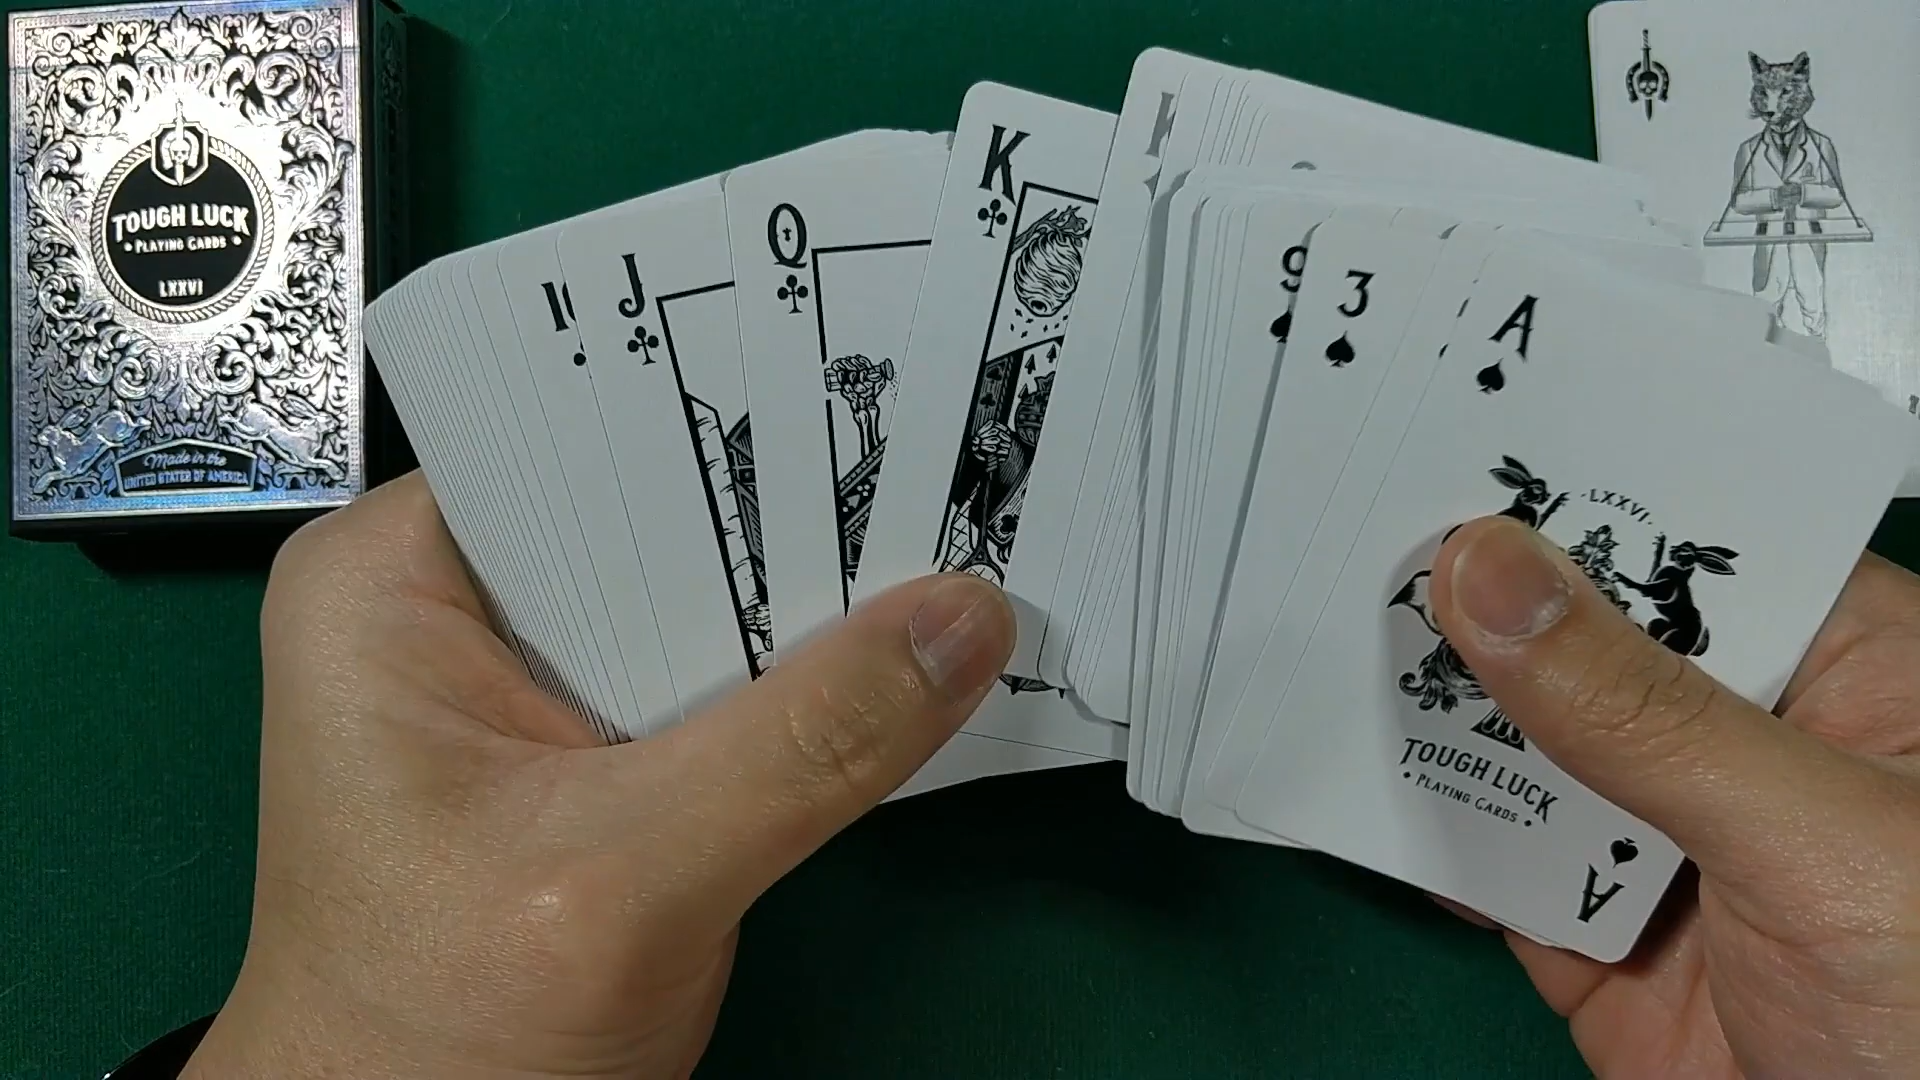 TOUGH LUCK
• PLAYING CARDS •
LXXVI
Made in the
UNITED STATES OF AMERICA
10
J
Q
K
K
9
3
A
·LXXVI·
TOUGH LUCK
• PLAYING CARDS •
A